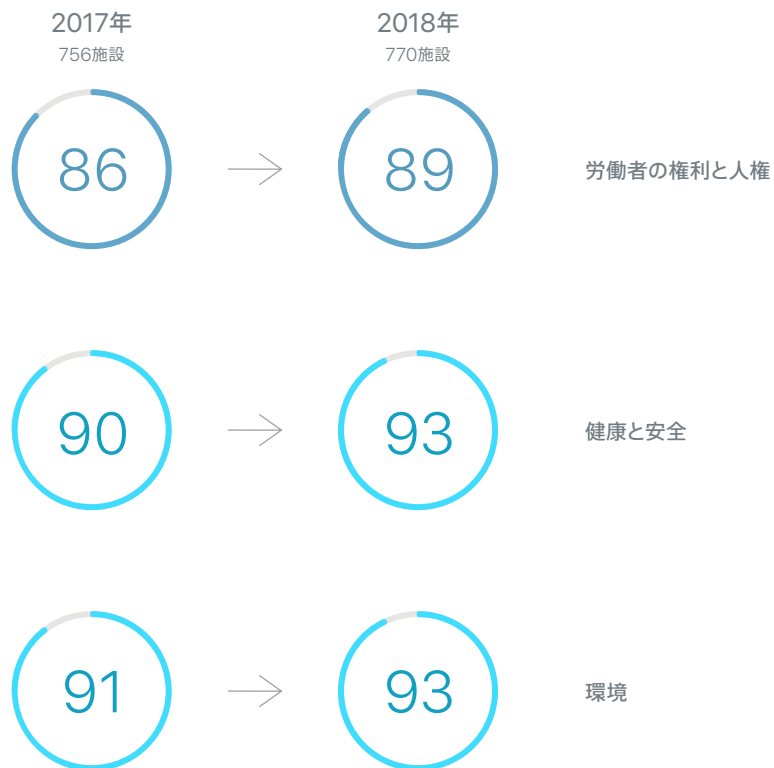 2017年 2018年
756施設 770施設
86 89 労働者の権利と人権
90 93 健康と安全
91 93 環境